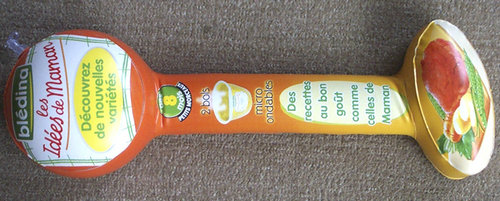 blédina
les
Idées de Maman
Découvrez
de nouvelles
variétés
8
2 bols
micro
ondables
Des
recettes
au bon
goût
comme
celles de
Maman